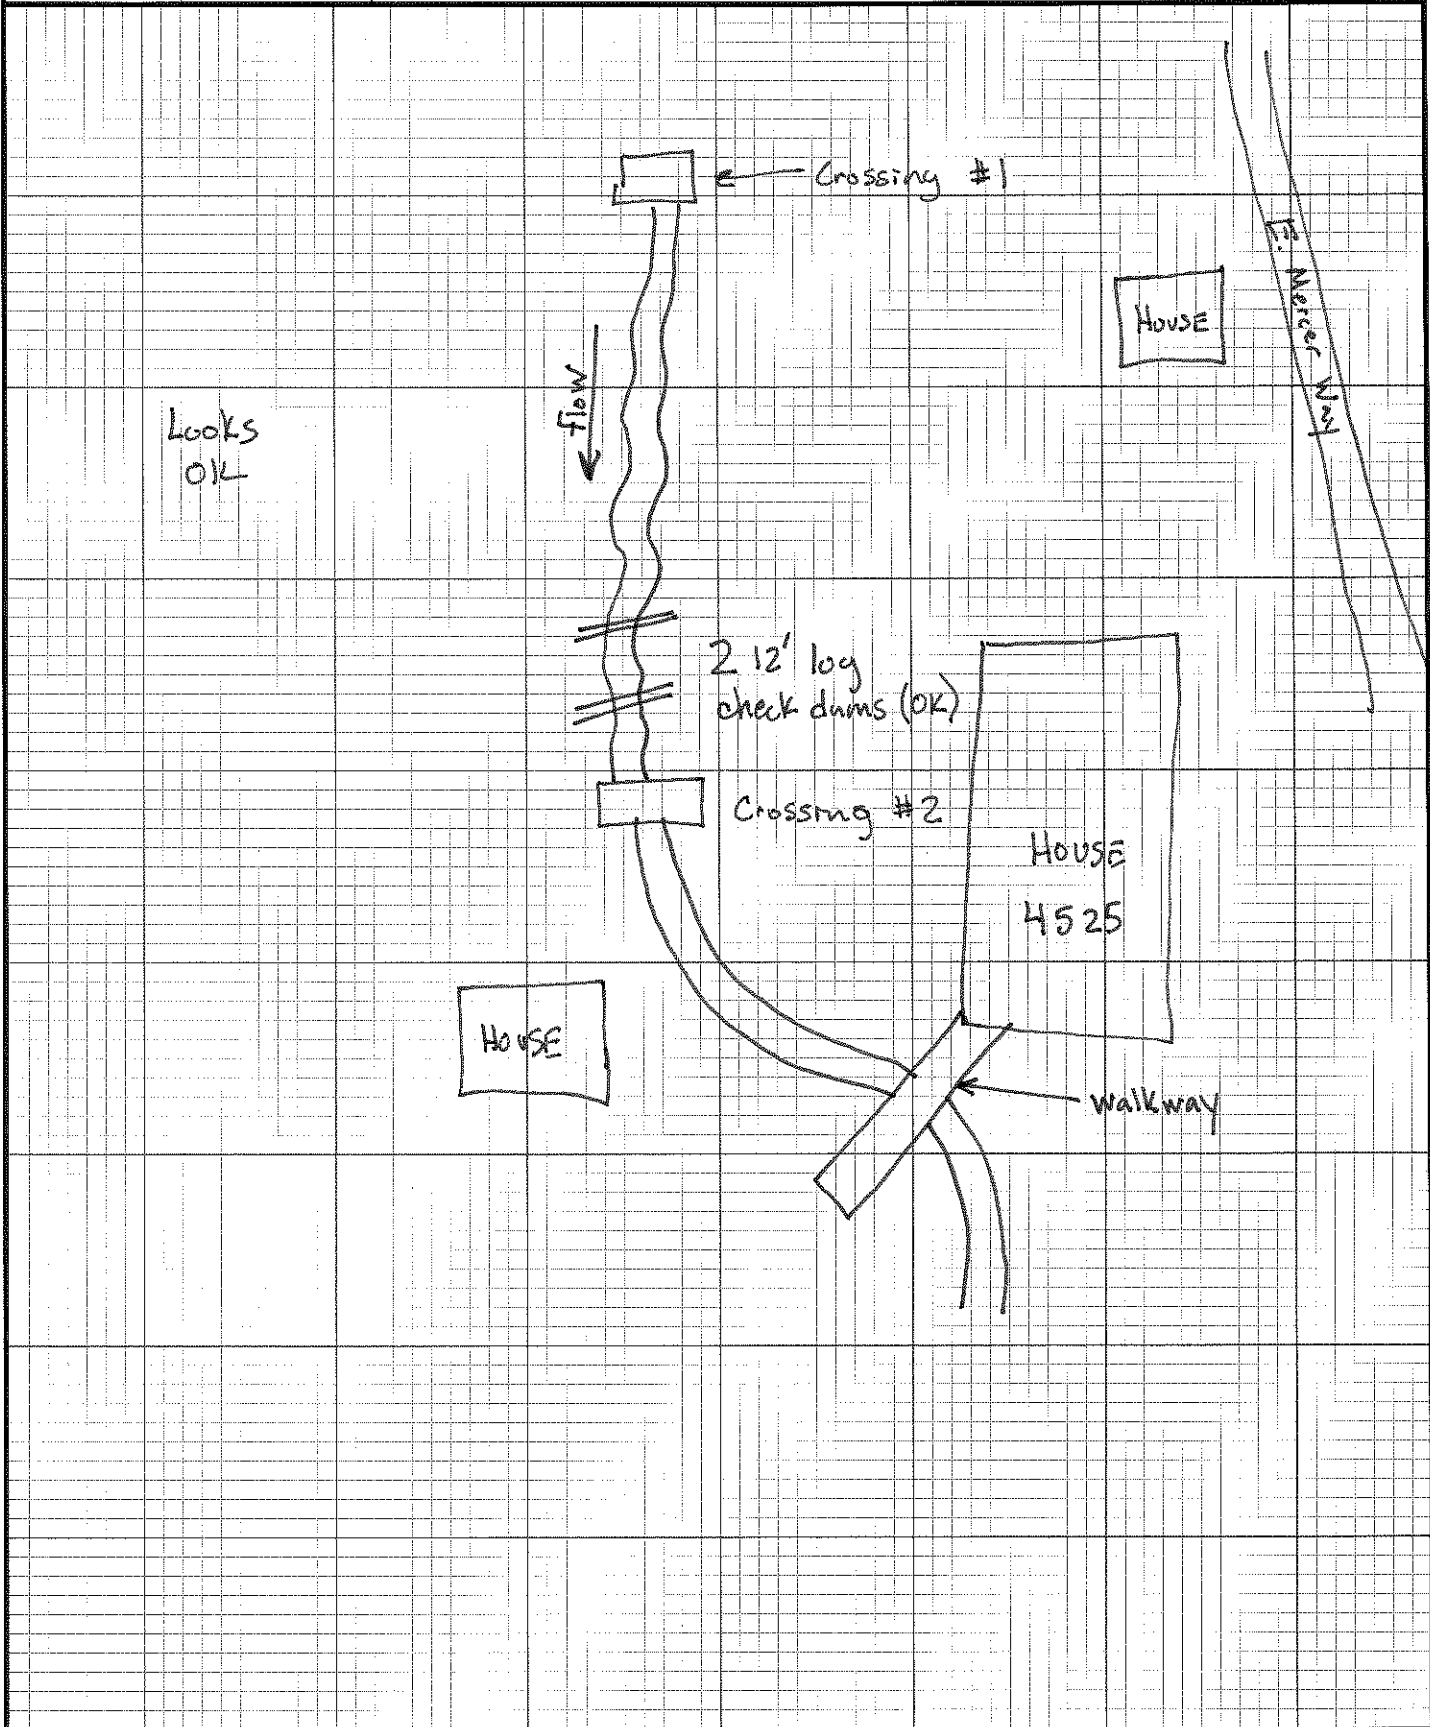 Crossing #1
E. Mercer Way
HOUSE
flow
Looks
OK
2 12' log
check dams (OK)
Crossing #2
HOUSE
4525
HOUSE
walkway